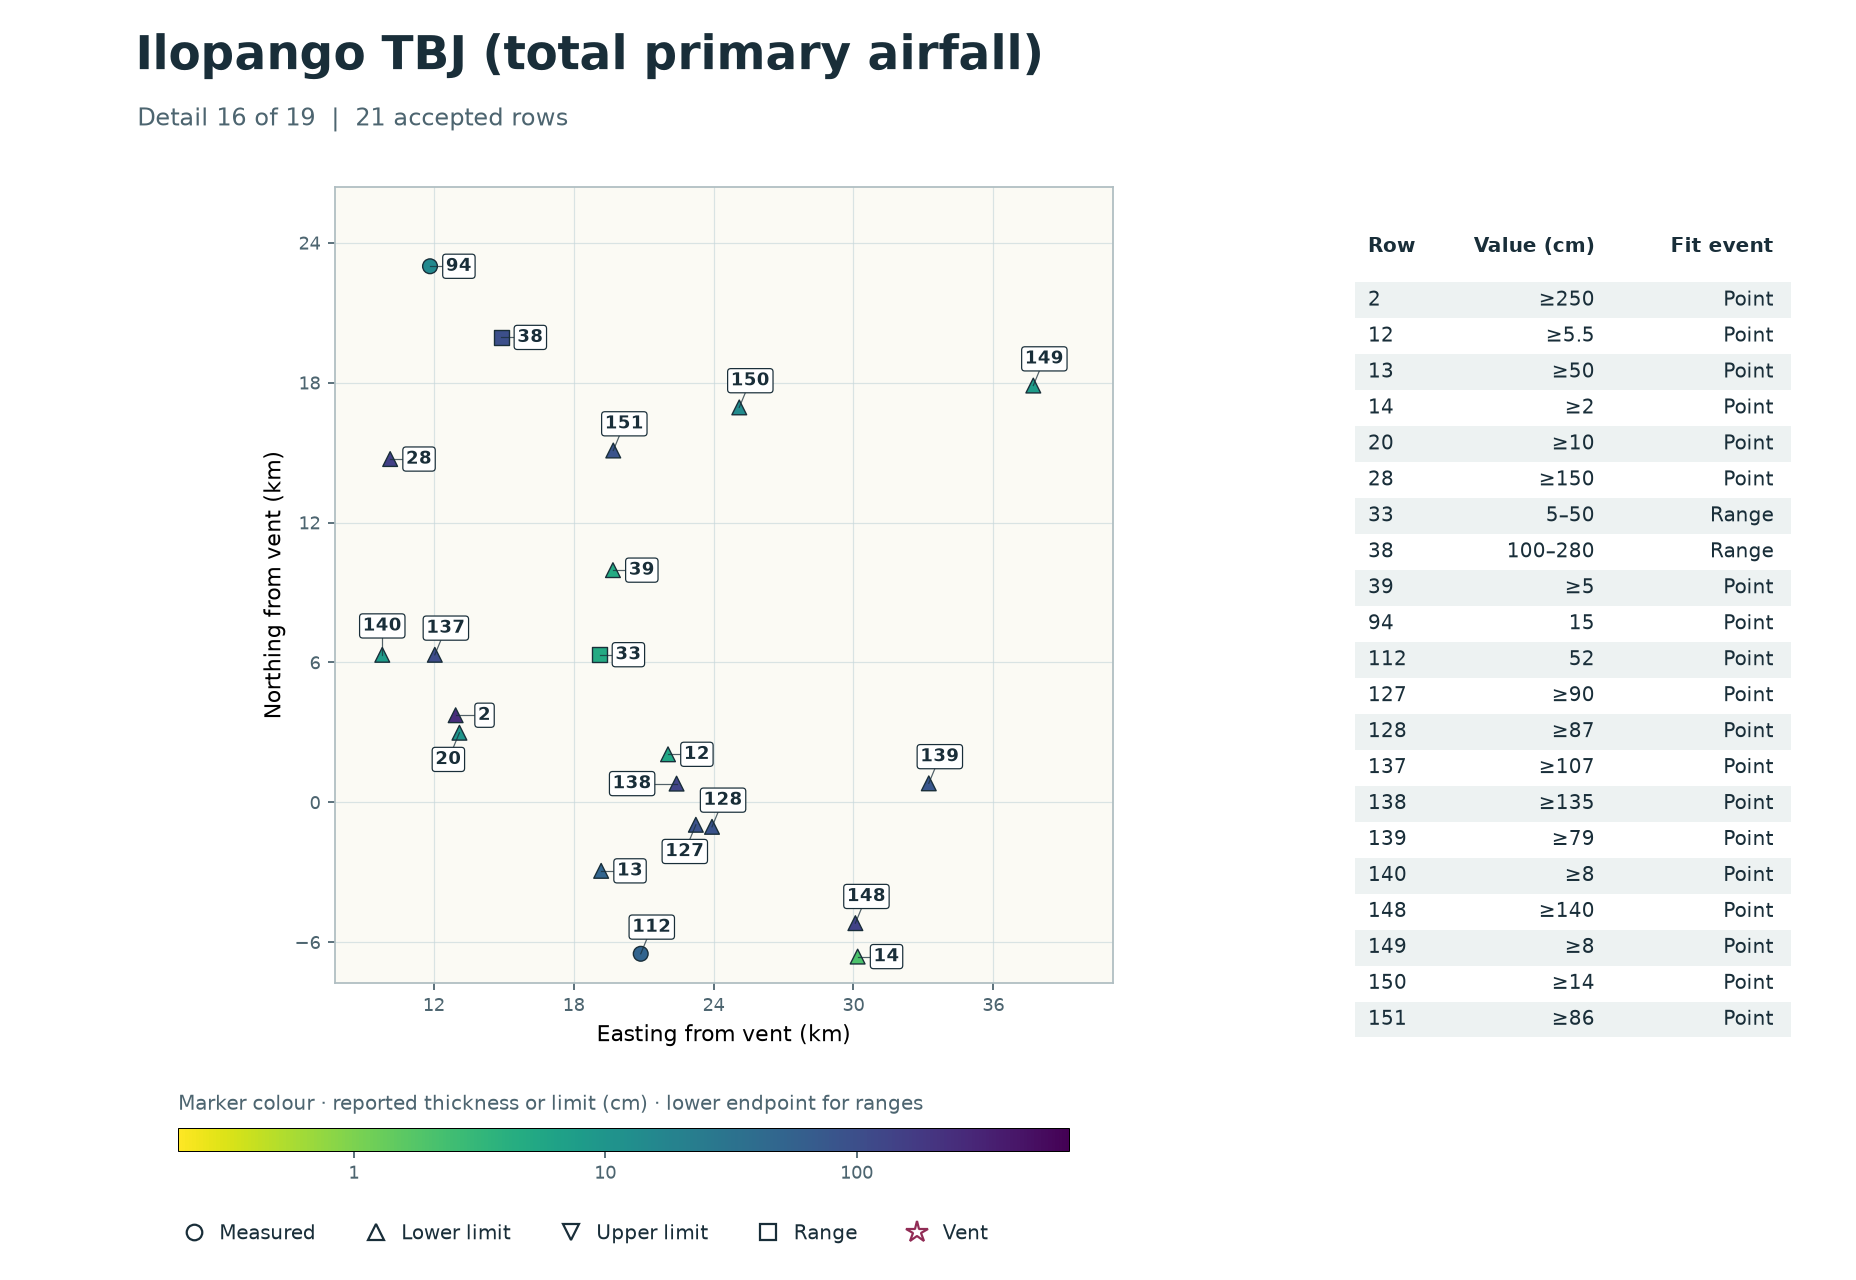 Ilopango TBJ (total primary airfall)
Detail 16 of 19 | 21 accepted rows
Northing from vent (km)
24
18
12
6
0
−6
94
38
149
150
151
28
39
140
137
33
2
20
12
138
139
128
127
13
148
112
14
12
18
24
30
36
Easting from vent (km)
Row Value (cm) Fit event
2 ≥250 Point
12 ≥5.5 Point
13 ≥50 Point
14 ≥2 Point
20 ≥10 Point
28 ≥150 Point
33 5–50 Range
38 100–280 Range
39 ≥5 Point
94 15 Point
112 52 Point
127 ≥90 Point
128 ≥87 Point
137 ≥107 Point
138 ≥135 Point
139 ≥79 Point
140 ≥8 Point
148 ≥140 Point
149 ≥8 Point
150 ≥14 Point
151 ≥86 Point
Marker colour · reported thickness or limit (cm) · lower endpoint for ranges
1 10 100
Measured Lower limit Upper limit Range Vent